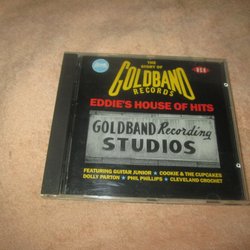 THE
STORY OF
GOLDBAND
RECORDS
EDDIE'S HOUSE OF HITS
GOLDBAND Recording
STUDIOS
FEATURING GUITAR JUNIOR ★ COOKIE & THE CUPCAKES
DOLLY PARTON ★ PHIL PHILLIPS ★ CLEVELAND CROCHET